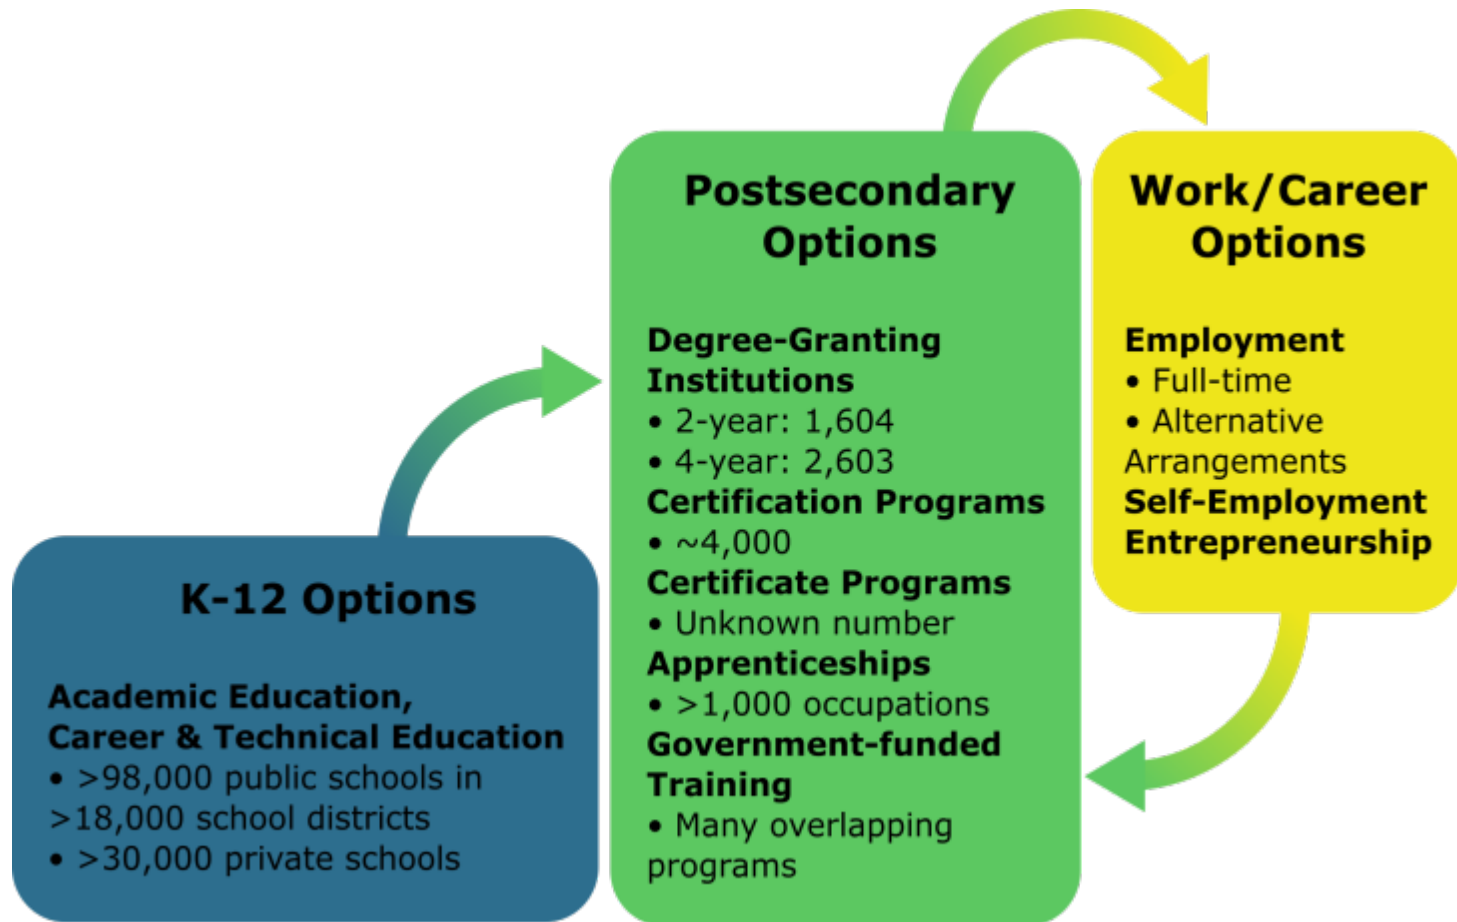 K-12 Options
Academic Education,
Career & Technical Education
• >98,000 public schools in
>18,000 school districts
• >30,000 private schools
Postsecondary
Options
Degree-Granting
Institutions
• 2-year: 1,604
• 4-year: 2,603
Certification Programs
• ~4,000
Certificate Programs
• Unknown number
Apprenticeships
• >1,000 occupations
Government-funded
Training
• Many overlapping
programs
Work/Career
Options
Employment
• Full-time
• Alternative
Arrangements
Self-Employment
Entrepreneurship